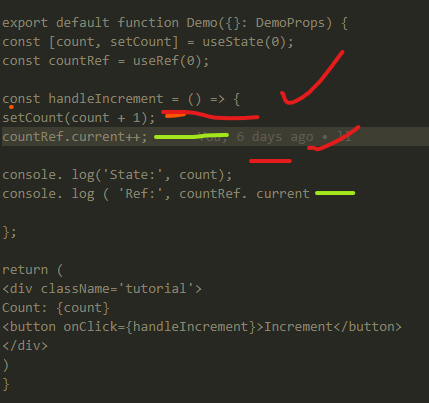 export default function Demo({}: DemoProps) {
const [count, setCount] = useState(0);
const countRef = useRef(0);
const handleIncrement = () => {
setCount(count + 1);
countRef.current++; You, 6 days ago •
console. log('State:', count);
console. log ( 'Ref:', countRef. current
};
return (
<div className='tutorial'>
Count: {count}
<button onClick={handleIncrement}>Increment</button>
</div>
)
}